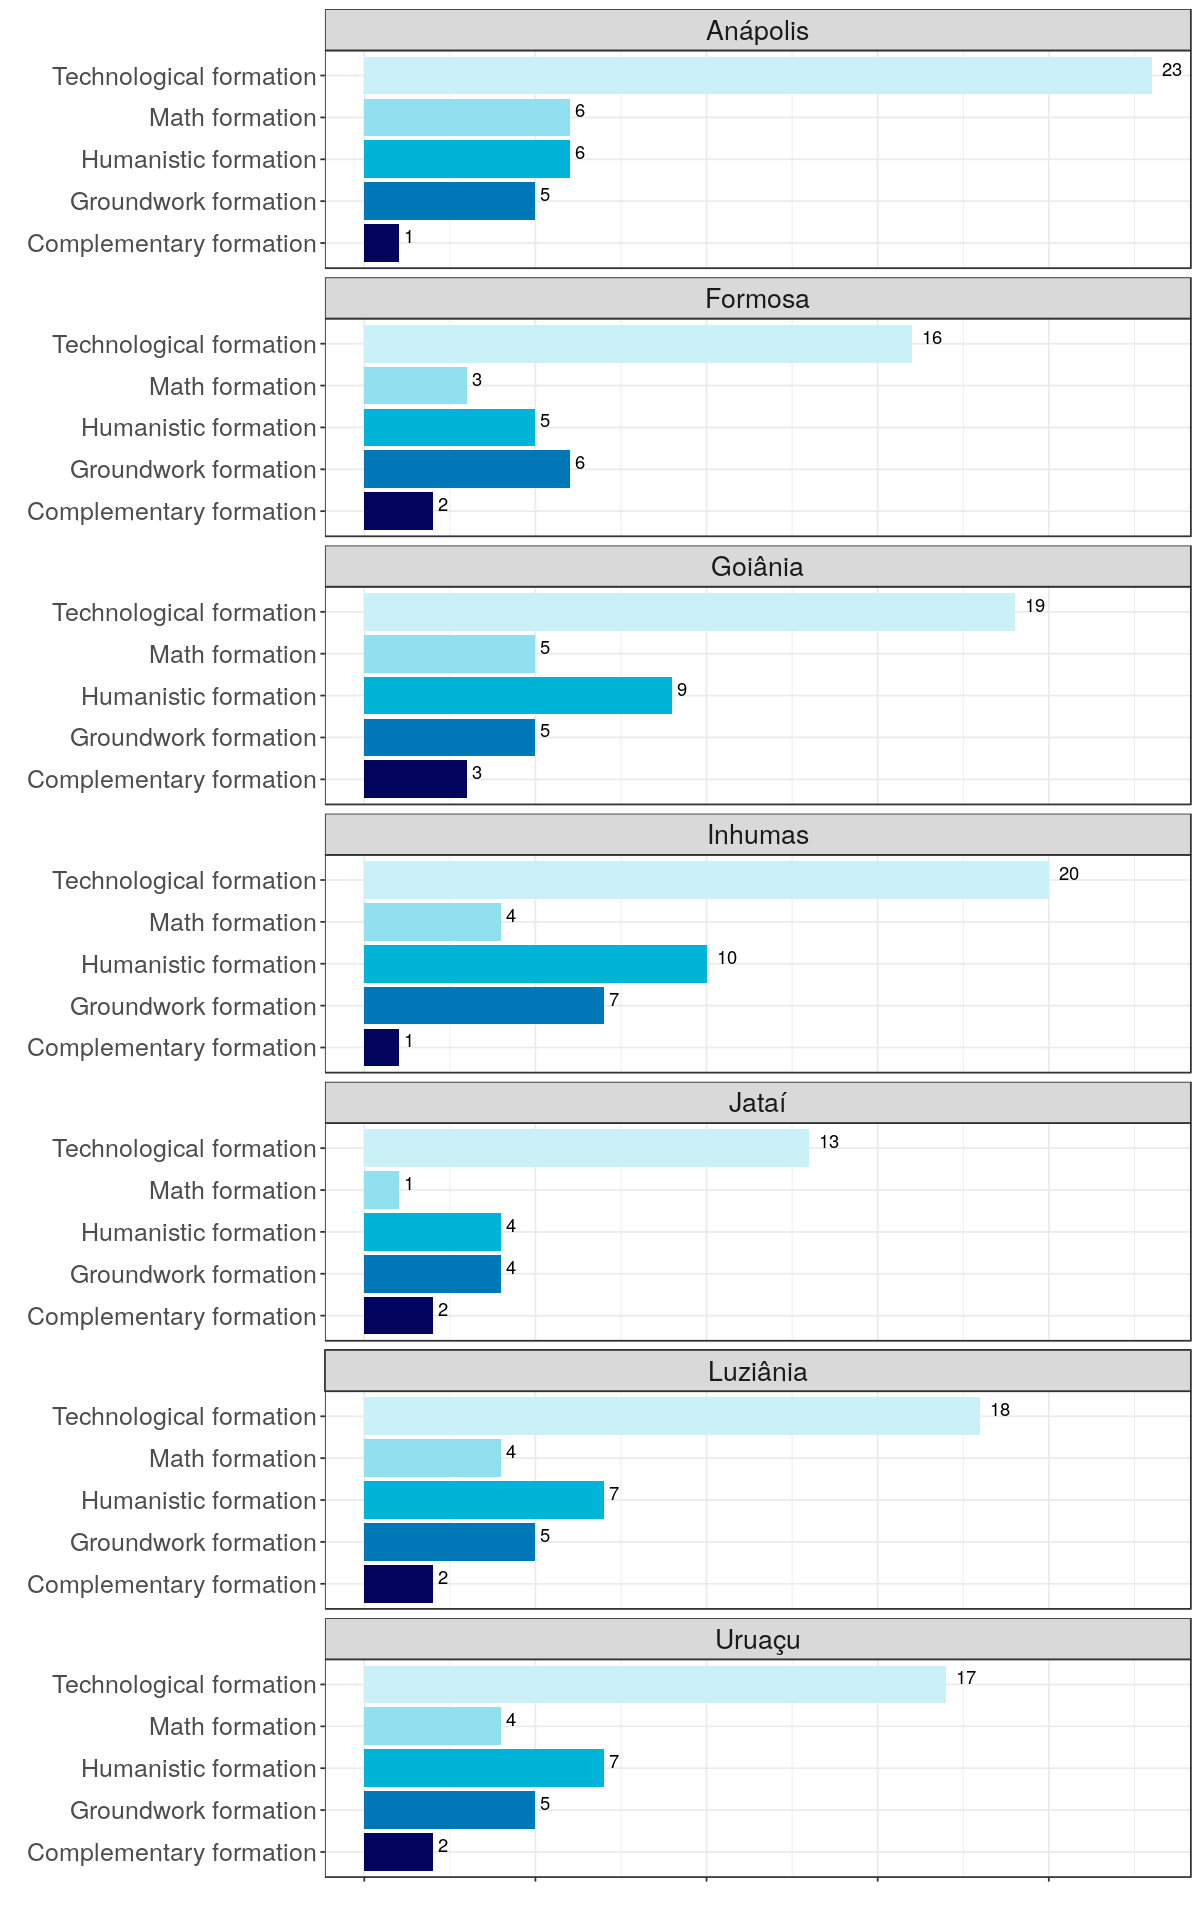 Anápolis
Technological formation 23
Math formation 6
Humanistic formation 6
Groundwork formation 5
Complementary formation 1
Formosa
Technological formation 16
Math formation 3
Humanistic formation 5
Groundwork formation 6
Complementary formation 2
Goiânia
Technological formation 19
Math formation 5
Humanistic formation 9
Groundwork formation 5
Complementary formation 3
Inhumas
Technological formation 20
Math formation 4
Humanistic formation 10
Groundwork formation 7
Complementary formation 1
Jataí
Technological formation 13
Math formation 1
Humanistic formation 4
Groundwork formation 4
Complementary formation 2
Luziânia
Technological formation 18
Math formation 4
Humanistic formation 7
Groundwork formation 5
Complementary formation 2
Uruaçu
Technological formation 17
Math formation 4
Humanistic formation 7
Groundwork formation 5
Complementary formation 2